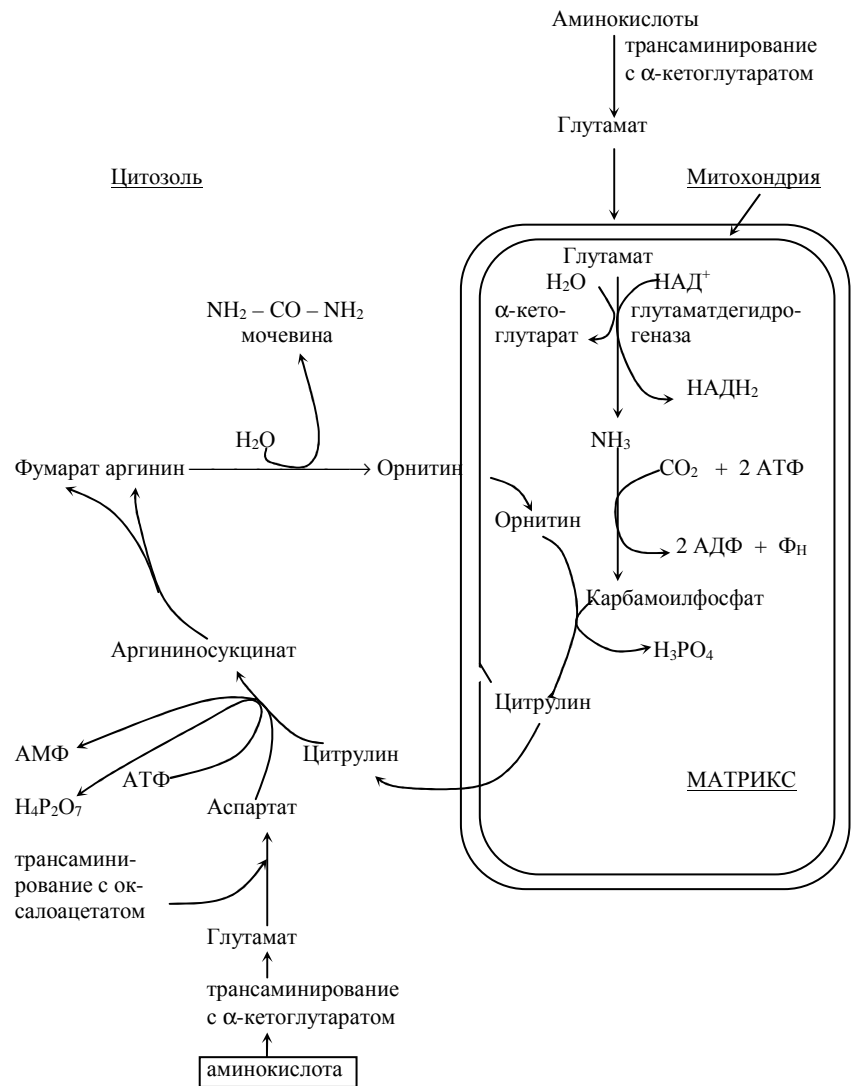 Аминокислоты
трансаминирование
с α-кетоглутаратом
Глутамат
Цитозоль
Митохондрия
Глутамат
H₂O
НАД⁺
α-кето-
глутарат
глутаматдегидро-
геназа
НАДН₂
NH₂ – CO – NH₂
мочевина
H₂O
NH₃
Фумарат аргинин
Орнитин
CO₂ + 2 АТФ
Орнитин
2 АДФ + Фн
Карбамоилфосфат
H₃PO₄
Аргининосукцинат
Цитрулин
Цитрулин
АМФ
АТФ
H₄P₂O₇
Аспартат
МАТРИКС
трансамини-
рование с ок-
салоацетатом
Глутамат
трансаминирование
с α-кетоглутаратом
аминокислота